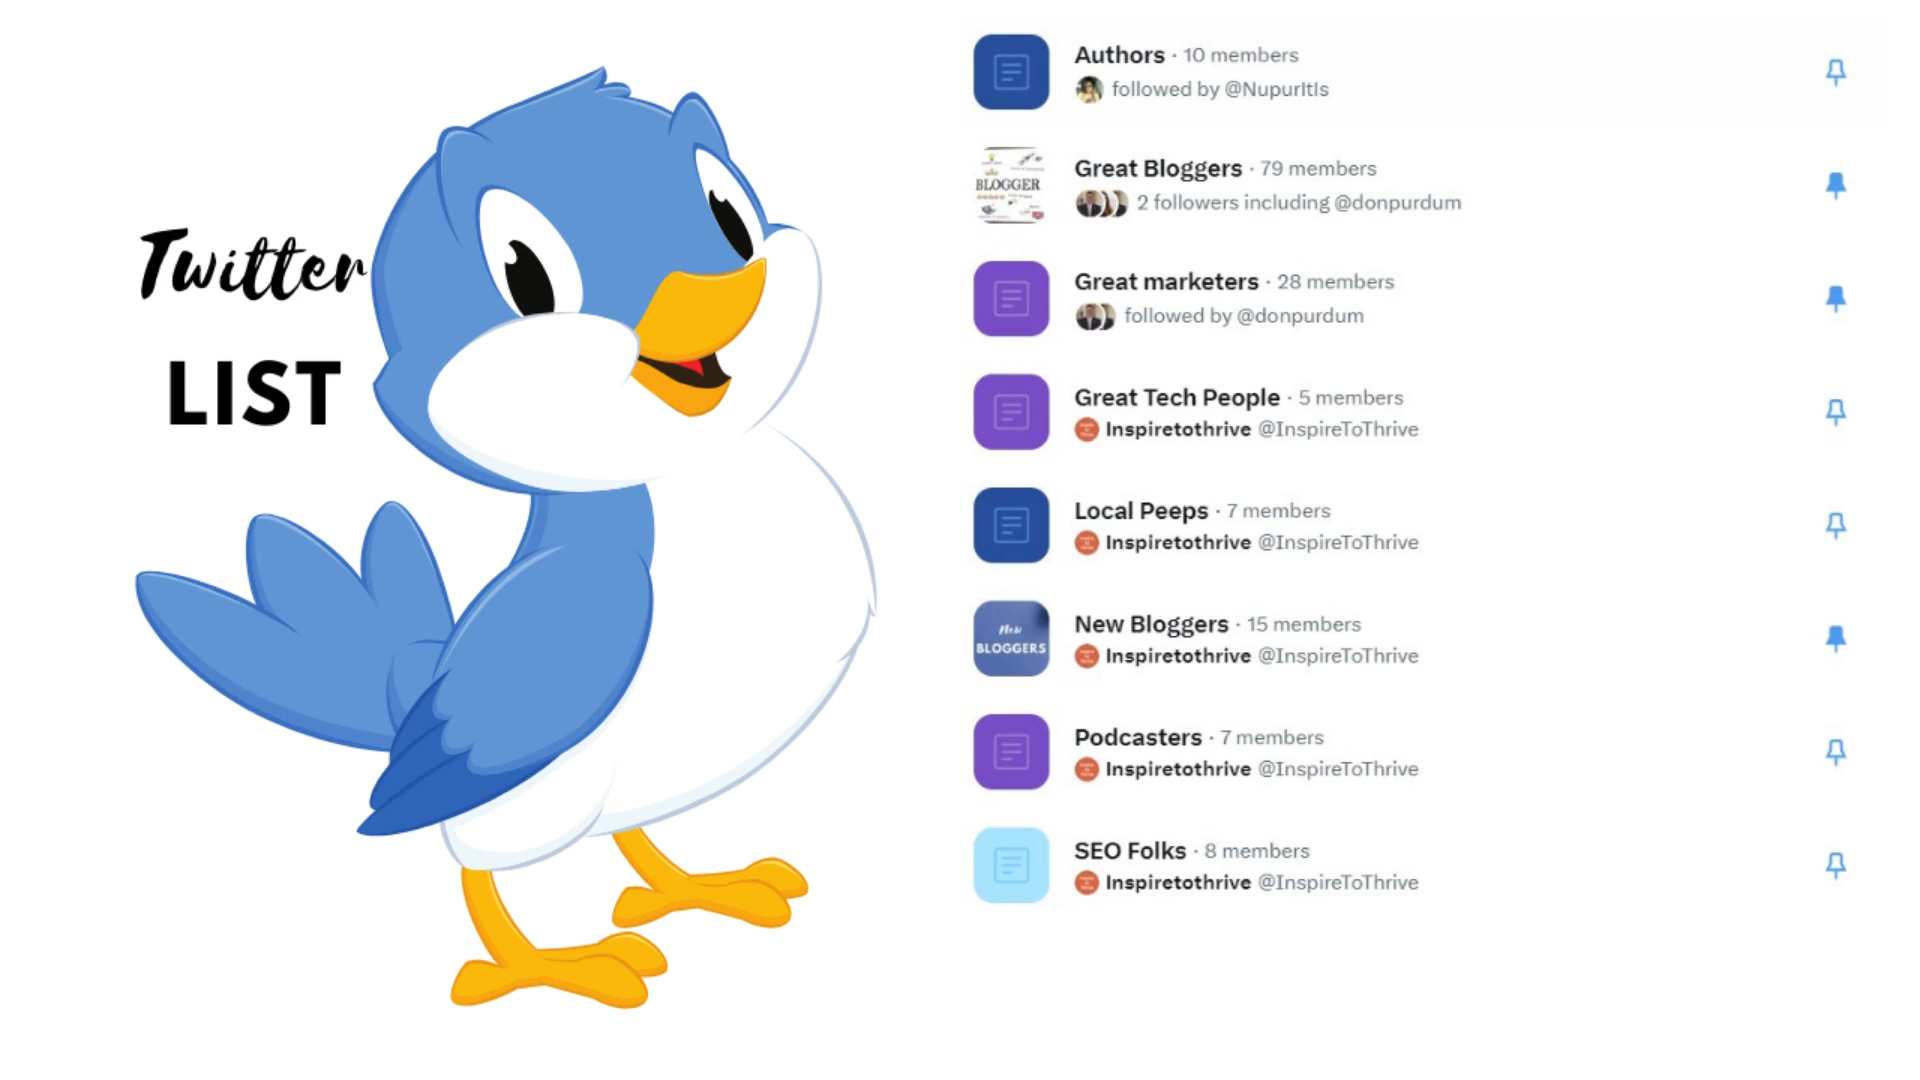 Twitter
LIST
Authors · 10 members
followed by @NupurItIs
BLOGGER
Great Bloggers · 79 members
2 followers including @donpurdum
Great marketers · 28 members
followed by @donpurdum
Great Tech People · 5 members
Inspiretothrive @InspireToThrive
Local Peeps · 7 members
Inspiretothrive @InspireToThrive
New
BLOGGERS
New Bloggers · 15 members
Inspiretothrive @InspireToThrive
Podcasters · 7 members
Inspiretothrive @InspireToThrive
SEO Folks · 8 members
Inspiretothrive @InspireToThrive